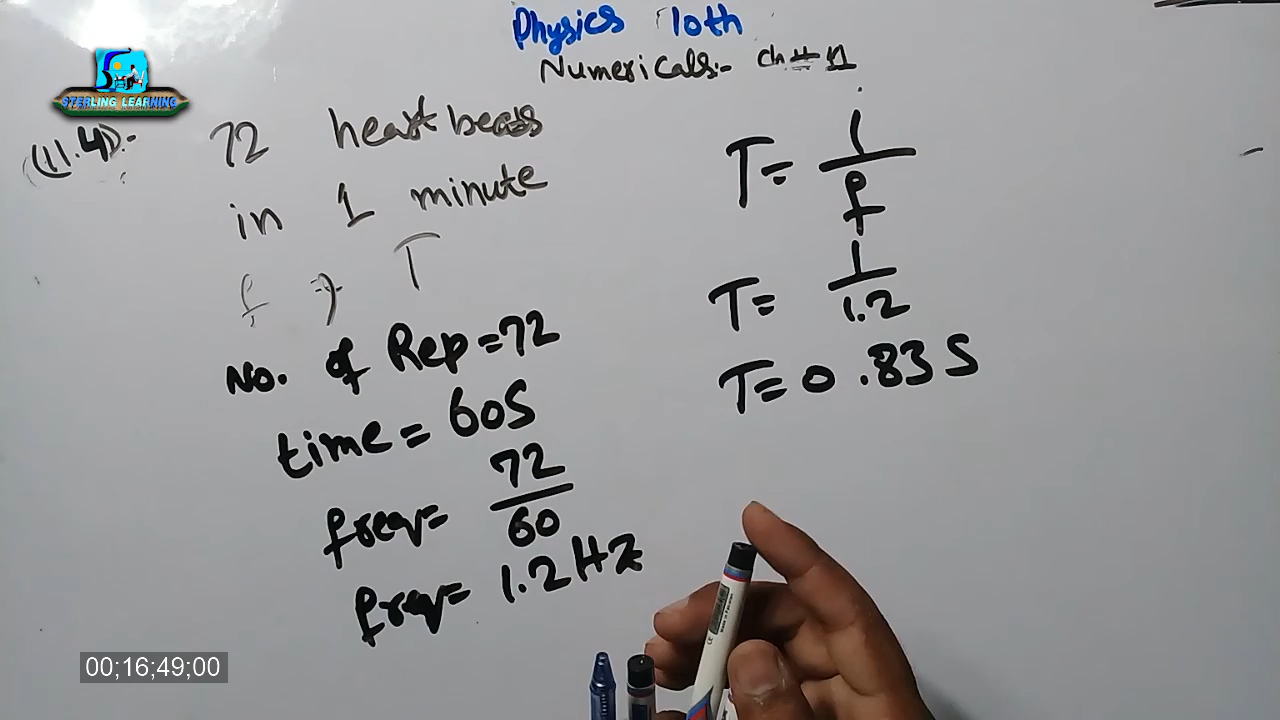 Physics 10th
Numericals:- Ch # 11
STERLING LEARNING
(11.4):- 72 heart beats
in 1 minute
f , T
No. of Rep = 72
time = 60S
freq = 72
60
freq = 1.2 HZ
T = 1
f
T = 1
1.2
T = 0.83 S
00;16;49;00